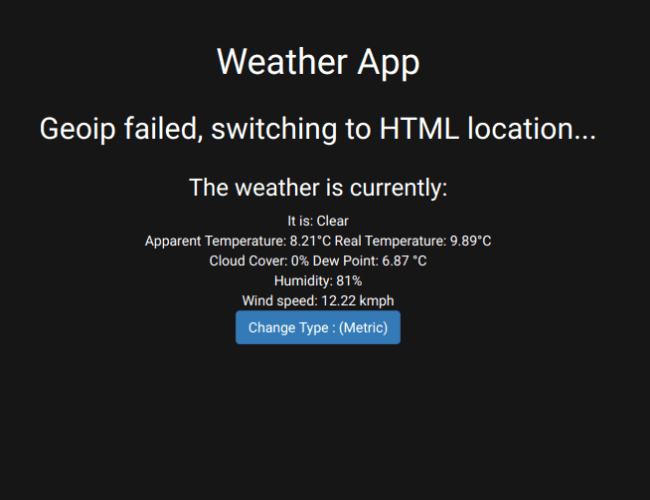 Weather App
Geoip failed, switching to HTML location...
The weather is currently:
It is: Clear
Apparent Temperature: 8.21°C Real Temperature: 9.89°C
Cloud Cover: 0% Dew Point: 6.87 °C
Humidity: 81%
Wind speed: 12.22 kmph
Change Type : (Metric)